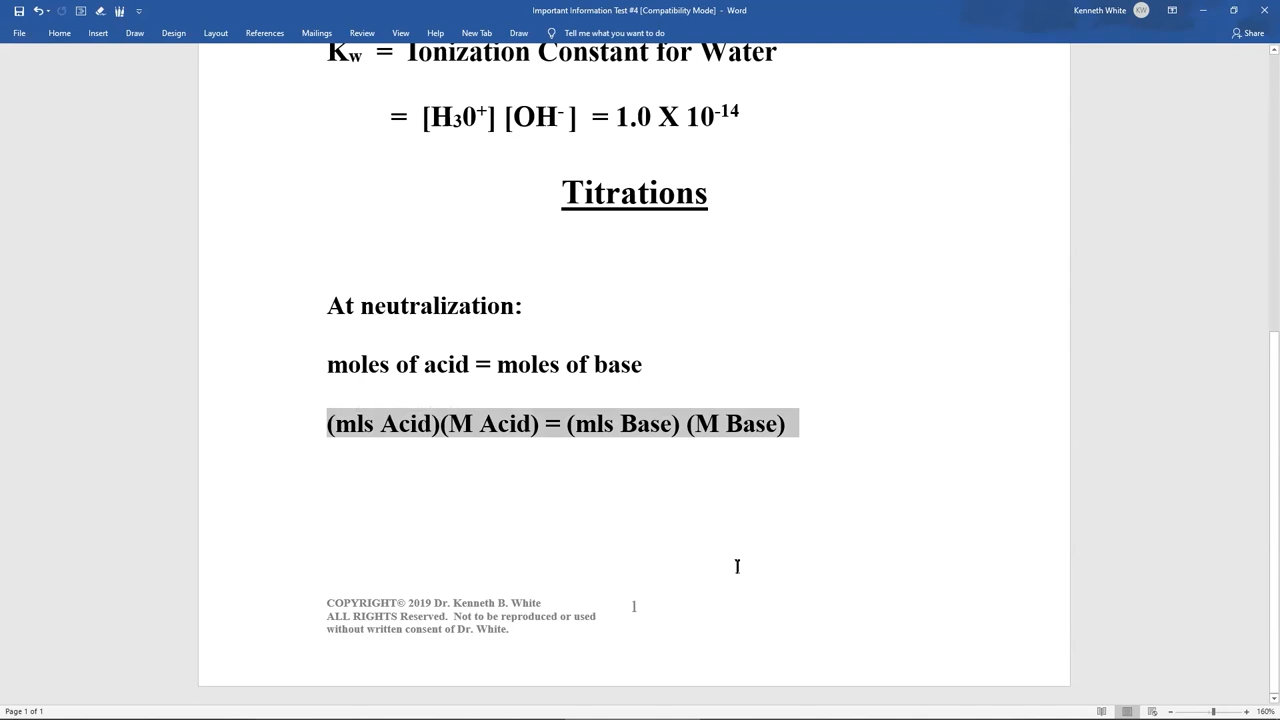 Important Info for Test #4 [Compatibility Mode] - Word
Kenneth White KW
File Home Insert Draw Design Layout References Mailings Review View Help New Tab Draw Tell me what you want to do Share
Kw = Ionization Constant for Water
= [H30+] [OH- ] = 1.0 X 10-14
Titrations
At neutralization:
moles of acid = moles of base
(mls Acid)(M Acid) = (mls Base) (M Base)
COPYRIGHT© 2019 Dr. Kenneth B. White
ALL RIGHTS Reserved. Not to be reproduced or used
without written consent of Dr. White.
1
Page 1 of 1
160%